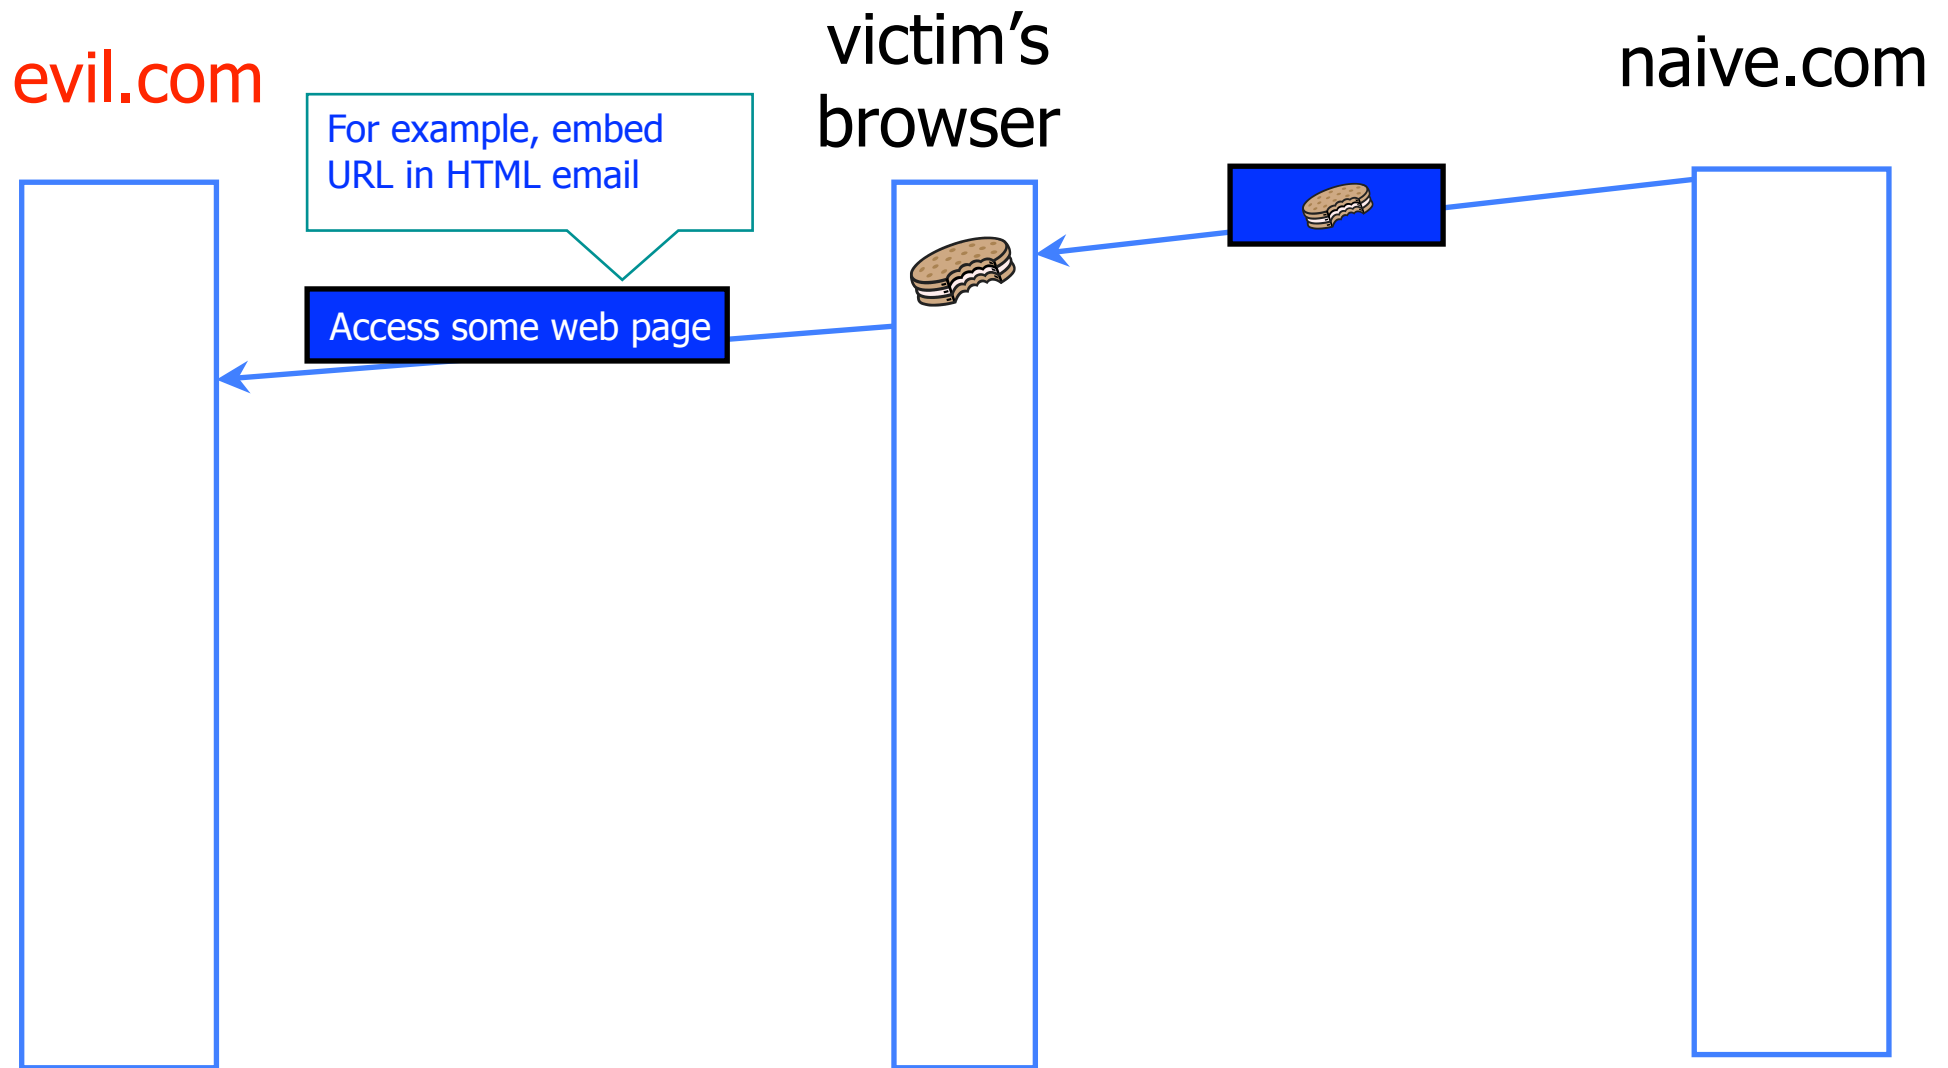 evil.com
victim’s
browser
naive.com
For example, embed
URL in HTML email
Access some web page